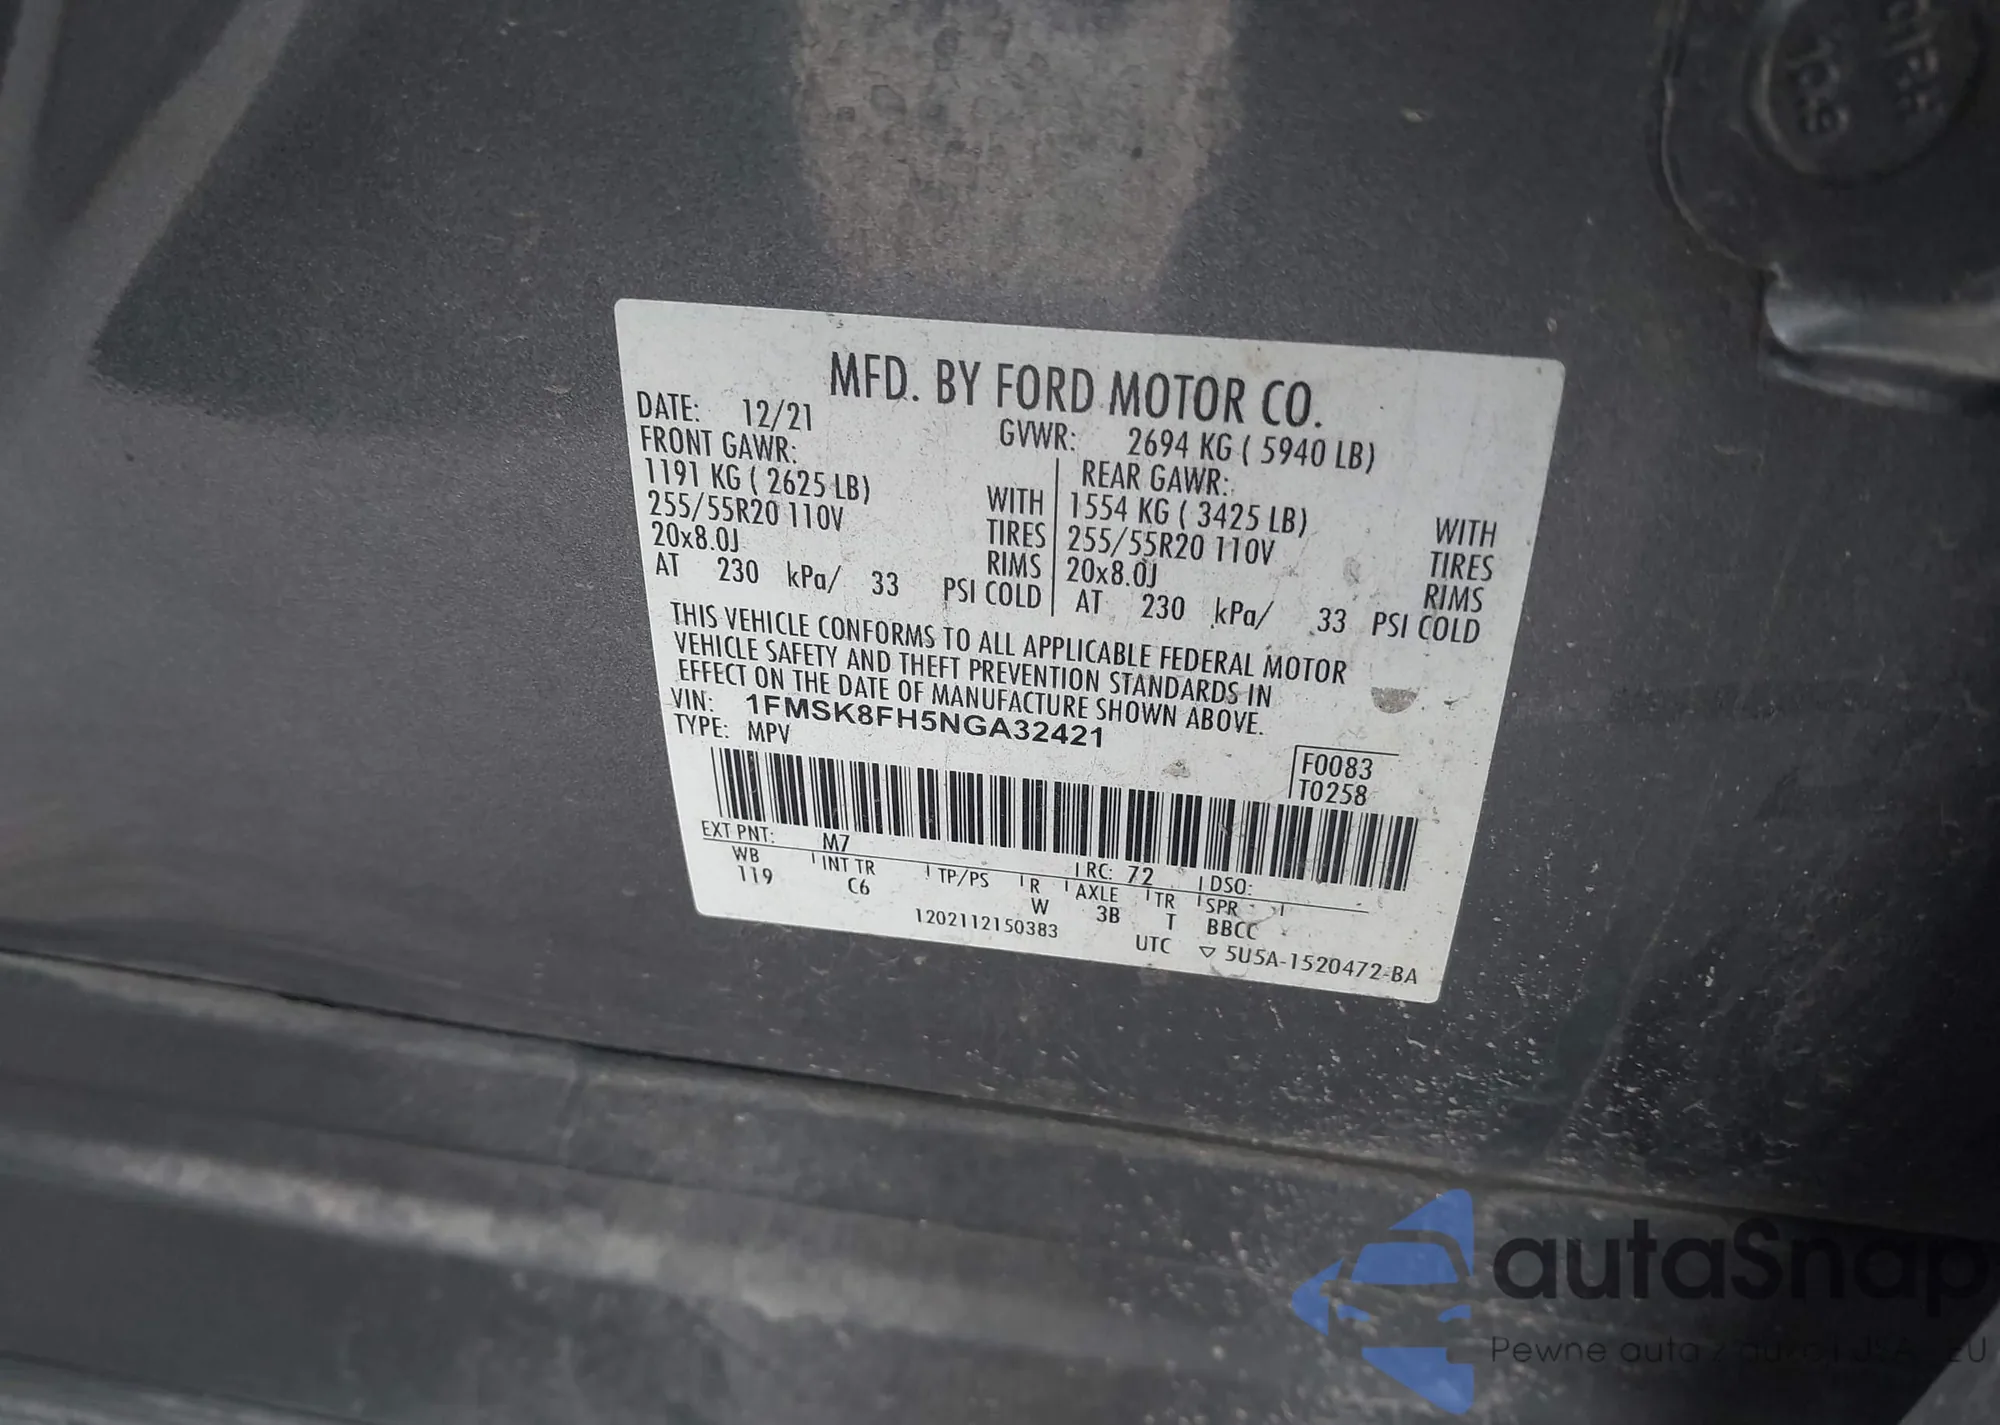 MFD. BY FORD MOTOR CO.
DATE: 12/21 GVWR: 2694 KG ( 5940 LB)
FRONT GAWR: REAR GAWR:
1191 KG ( 2625 LB) WITH 1554 KG ( 3425 LB) WITH
255/55R20 110V TIRES 255/55R20 110V TIRES
20x8.0J RIMS 20x8.0J RIMS
AT 230 kPa/ 33 PSI COLD AT 230 kPa/ 33 PSI COLD
THIS VEHICLE CONFORMS TO ALL APPLICABLE FEDERAL MOTOR
VEHICLE SAFETY AND THEFT PREVENTION STANDARDS IN
EFFECT ON THE DATE OF MANUFACTURE SHOWN ABOVE.
VIN: 1FMSK8FH5NGA32421
TYPE: MPV
F0083
T0258
EXT PNT: M7 RC: 72 DSO:
WB INT TR TP/PS R AXLE TR SPR
119 C6 W 3B T BBCC
1202112150383 UTC ▽ 5U5A-1520472-BA
10.9
autaSnap
Pewne auta z